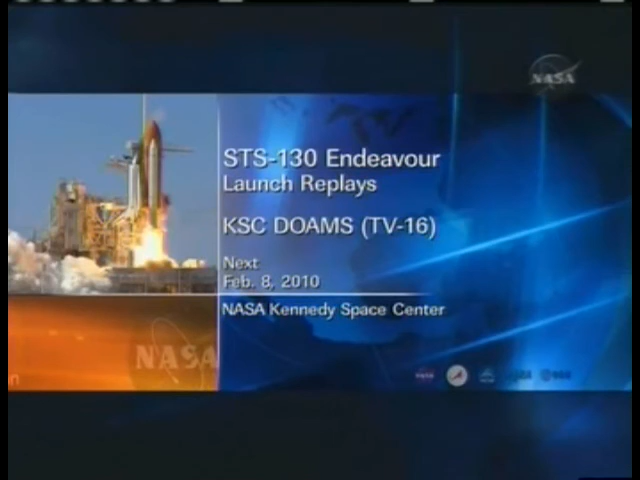 NASA
STS-130 Endeavour
Launch Replays
KSC DOAMS (TV-16)
Next
Feb. 8, 2010
NASA Kennedy Space Center
NASA